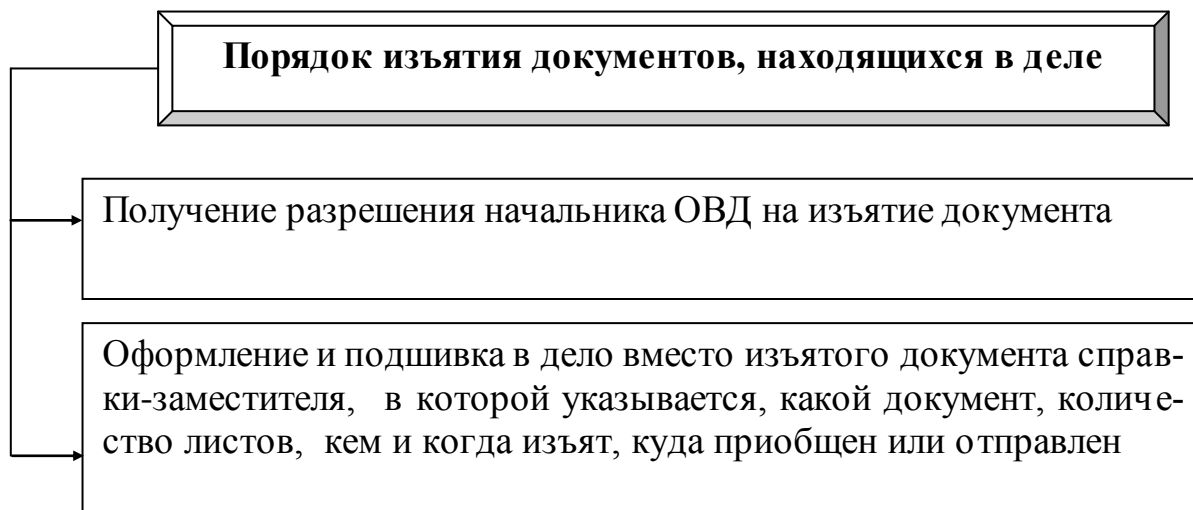 Порядок изъятия документов, находящихся в деле
Получение разрешения начальника ОВД на изъятие документа
Оформление и подшивка в дело вместо изъятого документа справ-
ки-заместителя, в которой указывается, какой документ, количе-
ство листов, кем и когда изъят, куда приобщен или отправлен